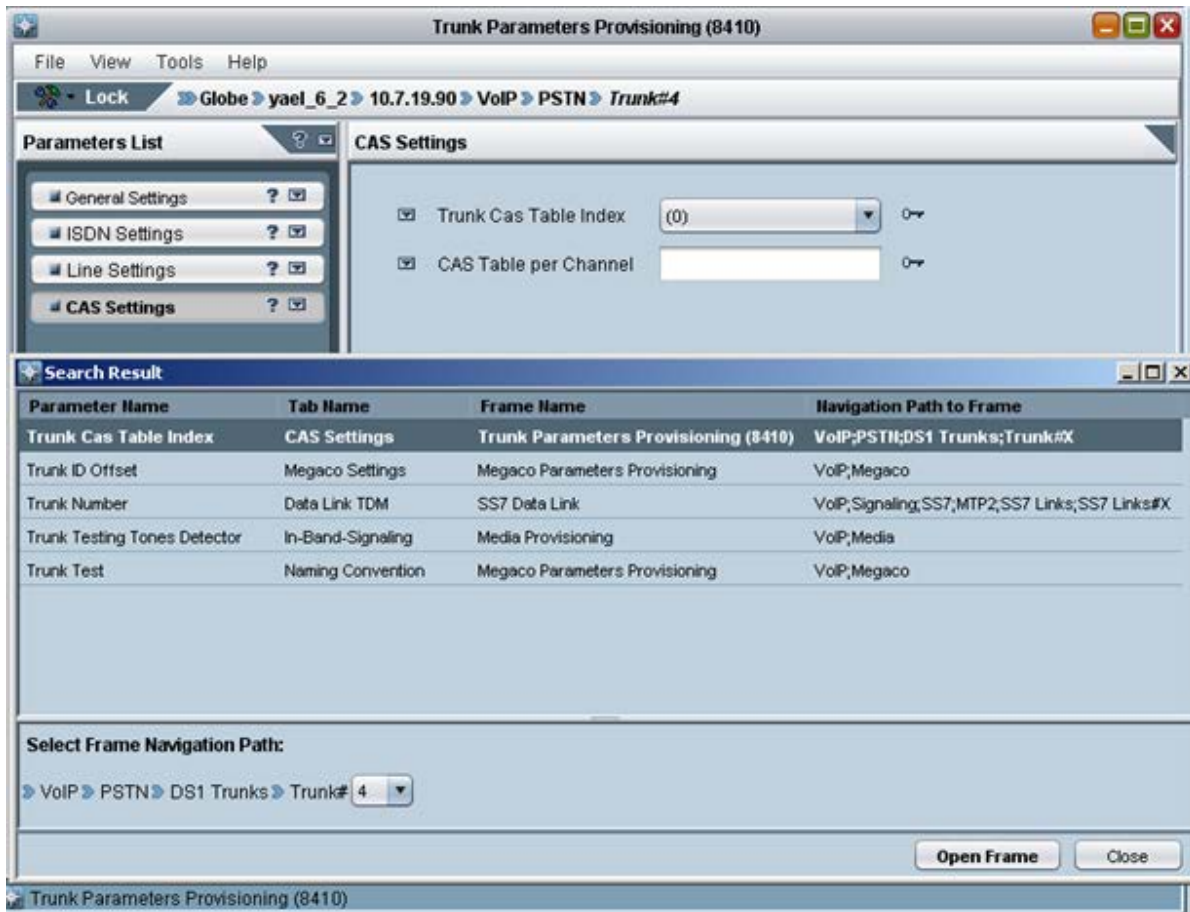 Trunk Parameters Provisioning (8410)
File View Tools Help
Lock Globe yael_6_2 10.7.19.90 VoIP PSTN Trunk#4
Parameters List
CAS Settings
General Settings ?
ISDN Settings ?
Line Settings ?
CAS Settings ?
Trunk Cas Table Index (0)
CAS Table per Channel
Search Result
Parameter Name Tab Name Frame Name Navigation Path to Frame
Trunk Cas Table Index CAS Settings Trunk Parameters Provisioning (8410) VoIP;PSTN;DS1 Trunks;Trunk#X
Trunk ID Offset Megaco Settings Megaco Parameters Provisioning VoIP;Megaco
Trunk Number Data Link TDM SS7 Data Link VoIP;Signaling;SS7;MTP2;SS7 Links;SS7 Links#X
Trunk Testing Tones Detector In-Band-Signaling Media Provisioning VoIP;Media
Trunk Test Naming Convention Megaco Parameters Provisioning VoIP;Megaco
Select Frame Navigation Path:
VoIP PSTN DS1 Trunks Trunk# 4
Open Frame Close
Trunk Parameters Provisioning (8410)